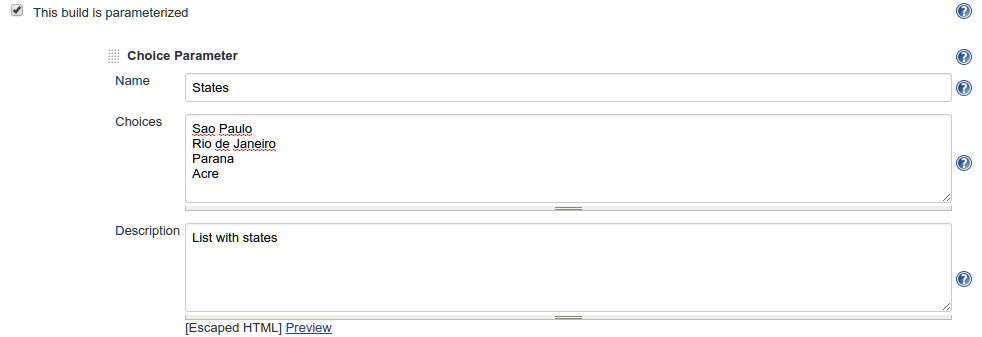 This build is parameterized
Choice Parameter
Name
States
Choices
Sao Paulo
Rio de Janeiro
Parana
Acre
Description
List with states
[Escaped HTML] Preview